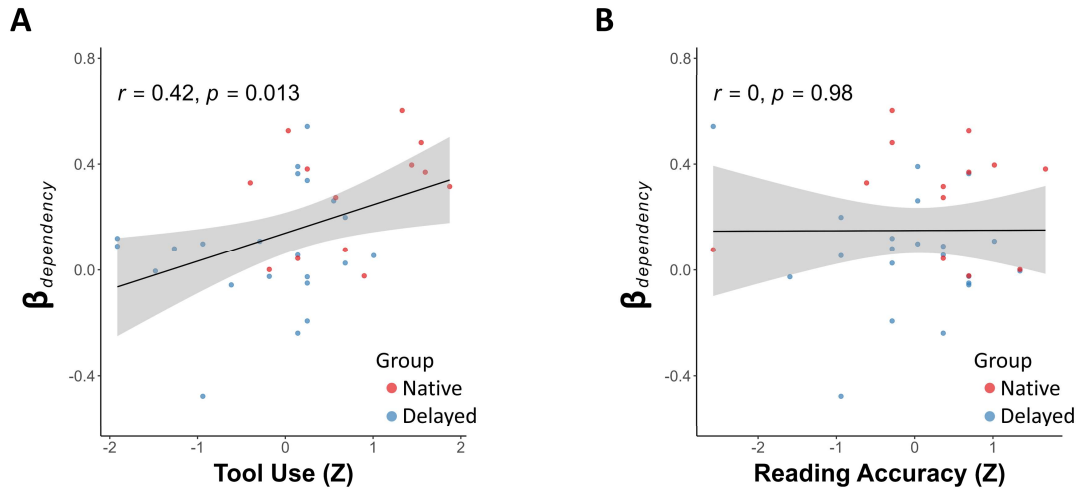 A
0.8
r = 0.42, p = 0.013
0.4
0.0
-0.4
βdependency
Group
Native
Delayed
-2 -1 0 1 2
Tool Use (Z)
B
0.8
r = 0, p = 0.98
0.4
0.0
-0.4
βdependency
Group
Native
Delayed
-2 -1 0 1
Reading Accuracy (Z)